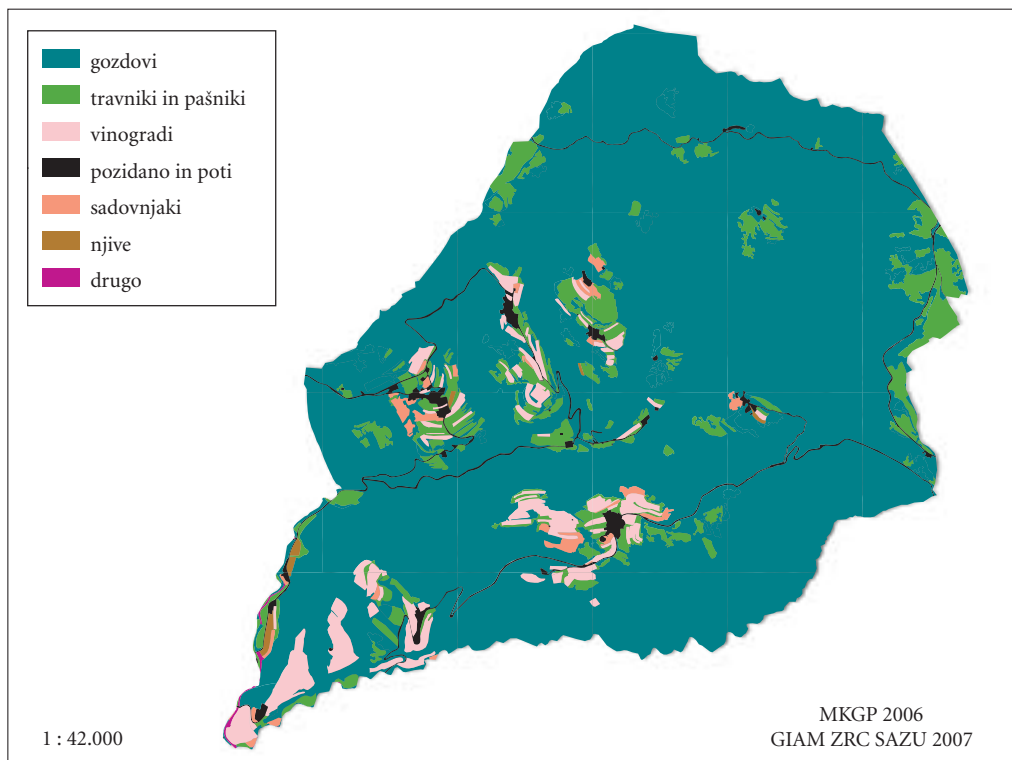 gozdovi
travniki in pašniki
vinogradi
pozidano in poti
sadovnjaki
njive
drugo
1 : 42.000
MKGP 2006
GIAM ZRC SAZU 2007